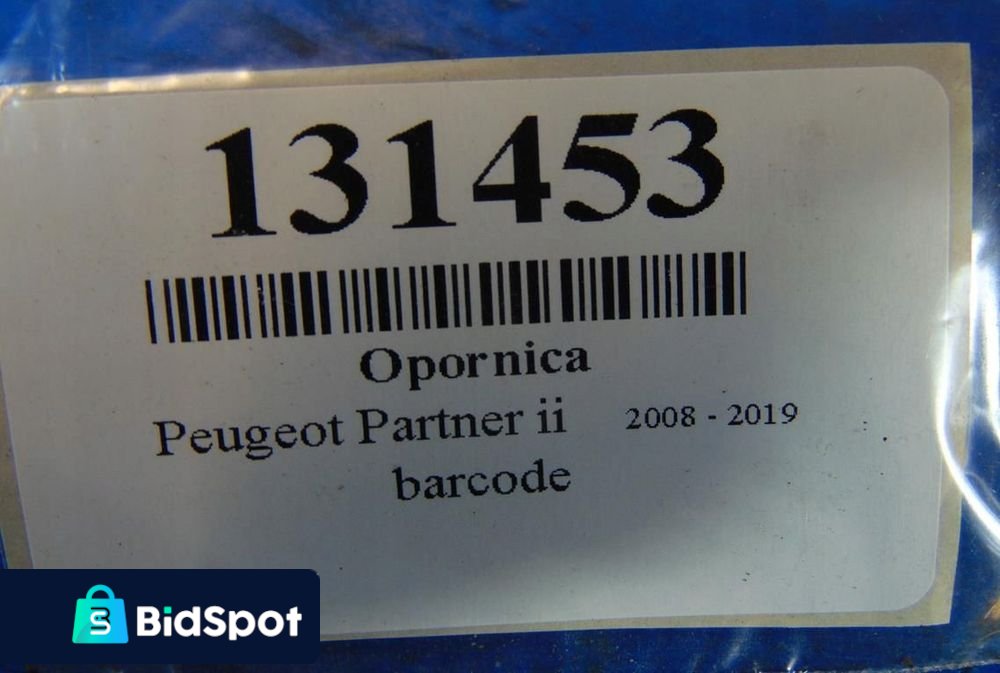 131453
Opornica
Peugeot Partner ii 2008 - 2019
barcode
BidSpot